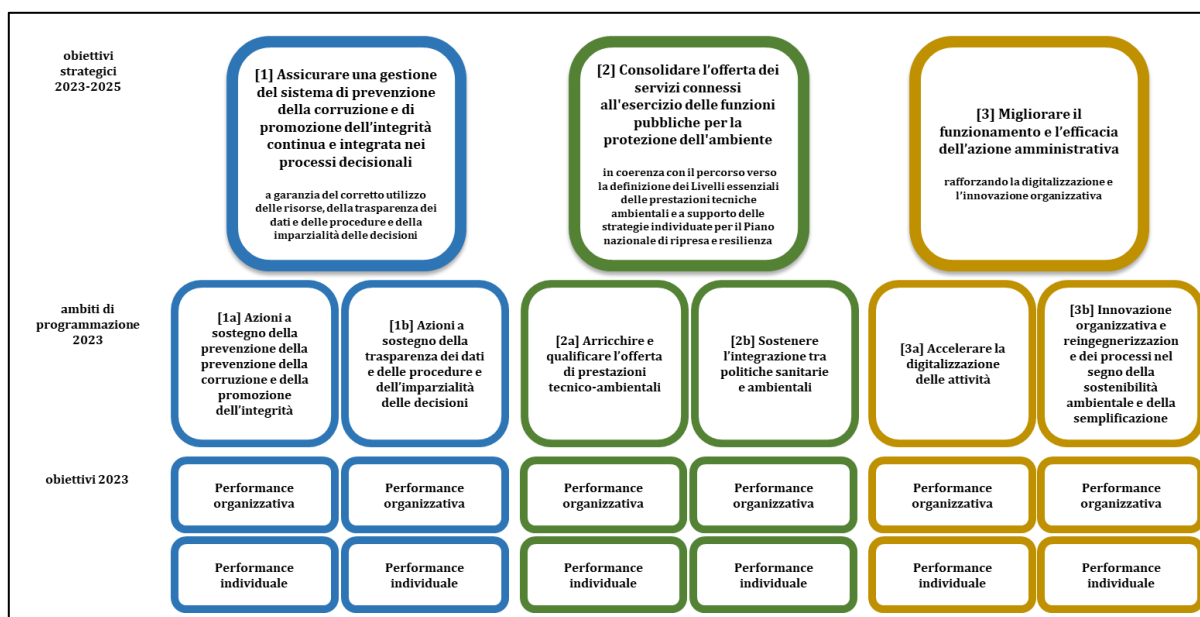 obiettivi
strategici
2023-2025
[1] Assicurare una gestione
del sistema di prevenzione
della corruzione e di
promozione dell'integrità
continua e integrata nei
processi decisionali
a garanzia del corretto utilizzo
delle risorse, della trasparenza dei
dati e delle procedure e della
imparzialità delle decisioni
[2] Consolidare l'offerta dei
servizi connessi
all'esercizio delle funzioni
pubbliche per la
protezione dell'ambiente
in coerenza con il percorso verso
la definizione dei Livelli essenziali
delle prestazioni tecniche
ambientali e a supporto delle
strategie individuate per il Piano
nazionale di ripresa e resilienza
[3] Migliorare il
funzionamento e l'efficacia
dell'azione amministrativa
rafforzando la digitalizzazione e
l'innovazione organizzativa
ambiti di
programmazione
2023
[1a] Azioni a
sostegno della
prevenzione della
prevenzione della
corruzione e della
promozione
dell'integrità
[1b] Azioni a
sostegno della
trasparenza dei dati
e delle procedure e
dell'imparzialità
delle decisioni
[2a] Arricchire e
qualificare l'offerta
di prestazioni
tecnico-ambientali
[2b] Sostenere
l'integrazione tra
politiche sanitarie
e ambientali
[3a] Accelerare la
digitalizzazione
delle attività
[3b] Innovazione
organizzativa e
reingegnerizzazion
e dei processi nel
segno della
sostenibilità
ambientale e della
semplificazione
obiettivi 2023
Performance
organizzativa
Performance
organizzativa
Performance
organizzativa
Performance
organizzativa
Performance
organizzativa
Performance
organizzativa
Performance
individuale
Performance
individuale
Performance
individuale
Performance
individuale
Performance
individuale
Performance
individuale